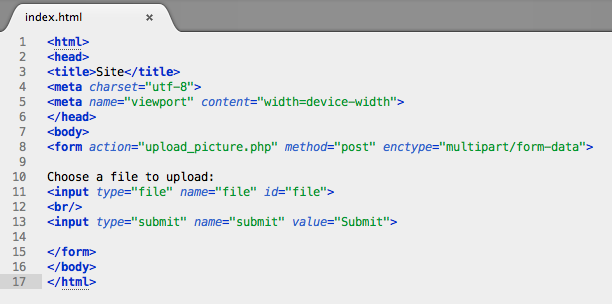 index.html ×
1 <html>
2 <head>
3 <title>Site</title>
4 <meta charset="utf-8">
5 <meta name="viewport" content="width=device-width">
6 </head>
7 <body>
8 <form action="upload_picture.php" method="post" enctype="multipart/form-data">
9
10 Choose a file to upload:
11 <input type="file" name="file" id="file">
12 <br/>
13 <input type="submit" name="submit" value="Submit">
14
15 </form>
16 </body>
17 </html>